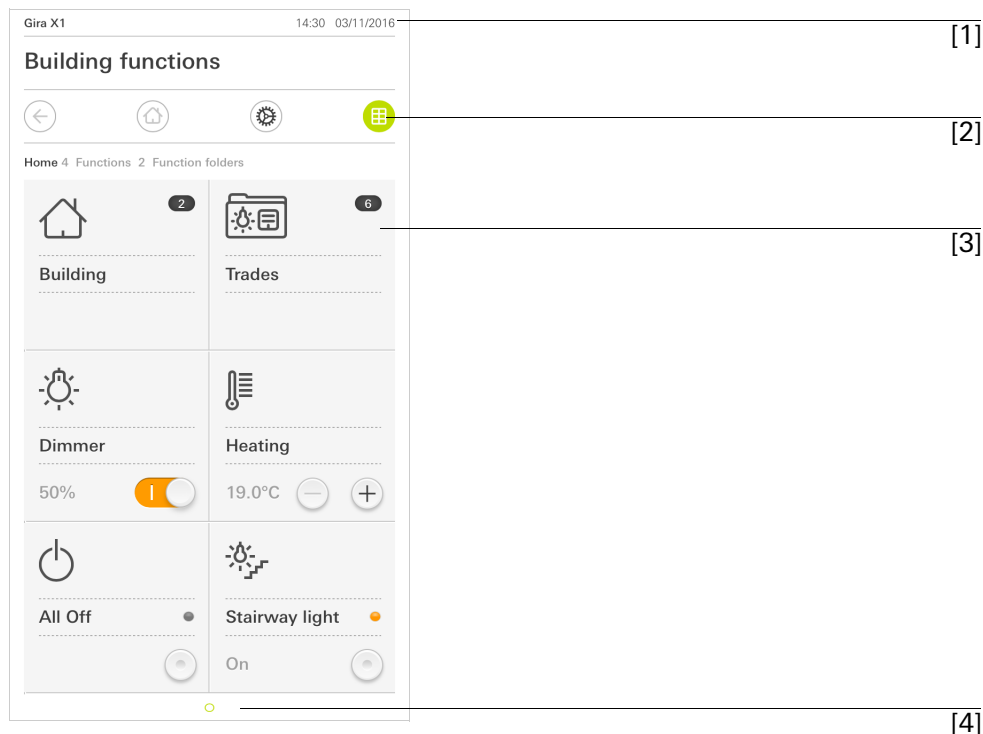 Gira X1 14:30 03/11/2016
[1]
Building functions
[2]
Home 4 Functions 2 Function folders
2 6
[3]
Building Trades
Dimmer Heating
50% 19.0°C
All Off Stairway light
On
[4]